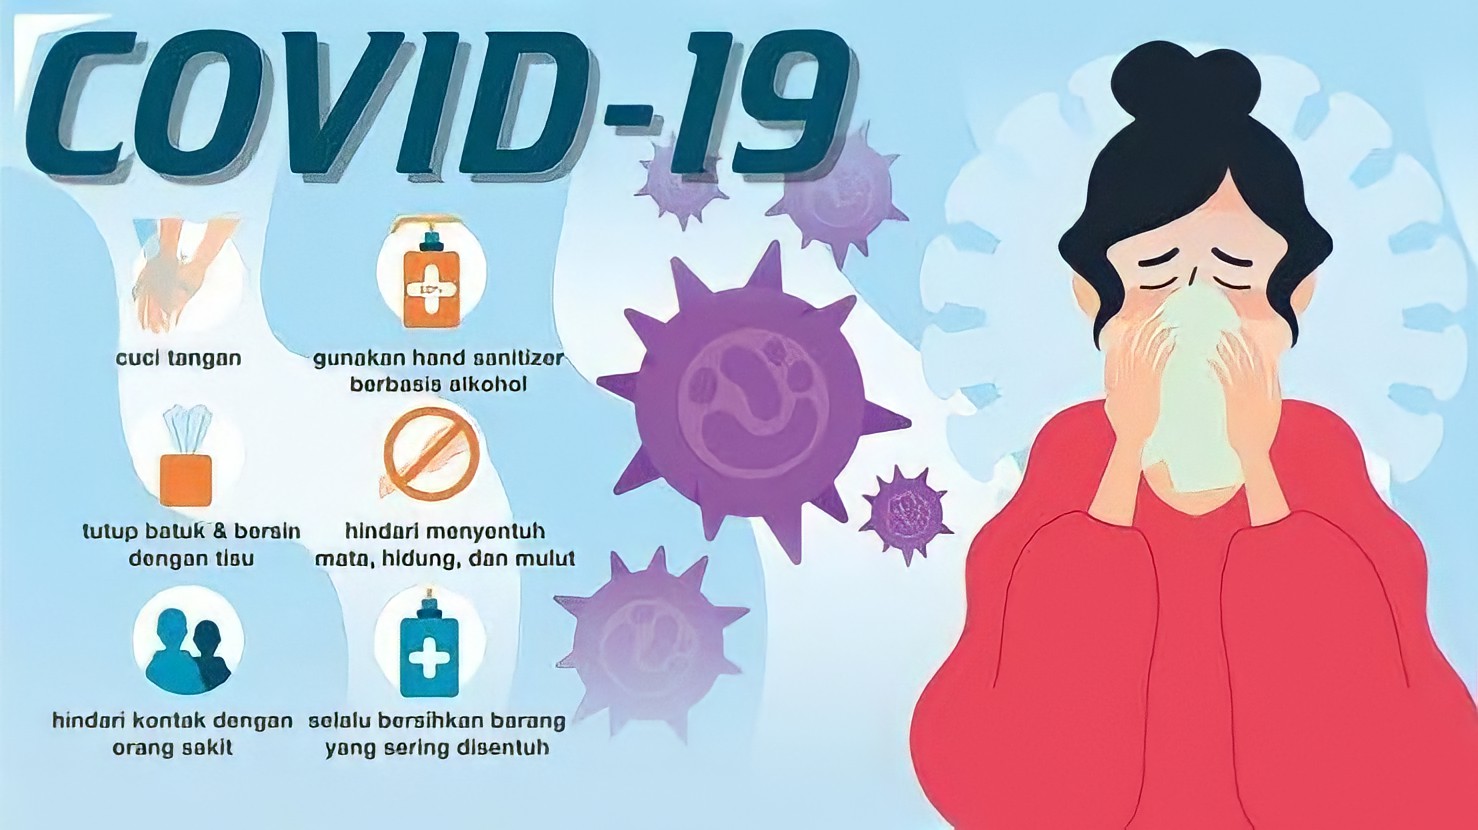 COVID-19
cuci tangan
gunakan hand sanitizer
berbasis alkohol
tutup batuk & bersin
dengan tisu
hindari menyentuh
mata, hidung, dan mulut
hindari kontak dengan
orang sakit
selalu bersihkan barang
yang sering disentuh